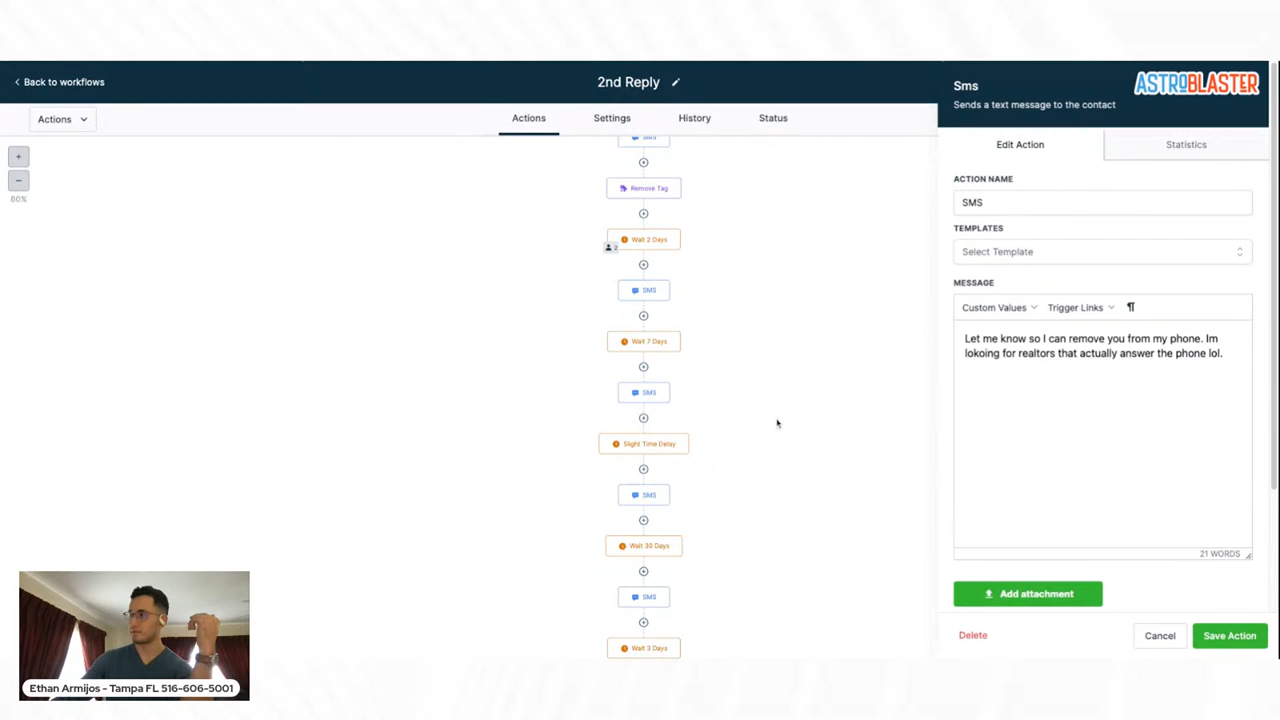 Back to workflows
2nd Reply
Sms
ASTROBLASTER
Sends a text message to the contact
Actions
Actions
Settings
History
Status
Edit Action
Statistics
+
−
60%
SMS
Remove Tag
Wait 2 Days
2
SMS
Wait 7 Days
SMS
Slight Time Delay
SMS
Wait 30 Days
SMS
Wait 3 Days
ACTION NAME
SMS
TEMPLATES
Select Template
MESSAGE
Custom Values
Trigger Links
¶
Let me know so I can remove you from my phone. Im
lokoing for realtors that actually answer the phone lol.
21 WORDS
Add attachment
Delete
Cancel
Save Action
Ethan Armijos - Tampa FL 516-606-5001